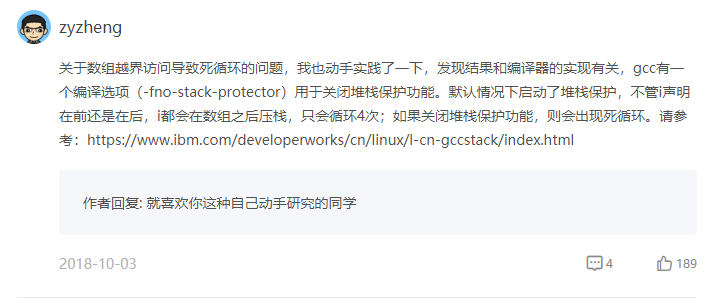 zyzheng
关于数组越界访问导致死循环的问题，我也动手实践了一下，发现结果和编译器的实现有关，gcc有一
个编译选项（-fno-stack-protector）用于关闭堆栈保护功能。默认情况下启动了堆栈保护，不管i声明
在前还是在后，i都会在数组之后压栈，只会循环4次；如果关闭堆栈保护功能，则会出现死循环。请参
考：https://www.ibm.com/developerworks/cn/linux/l-cn-gccstack/index.html
作者回复: 就喜欢你这种自己动手研究的同学
2018-10-03
4
189